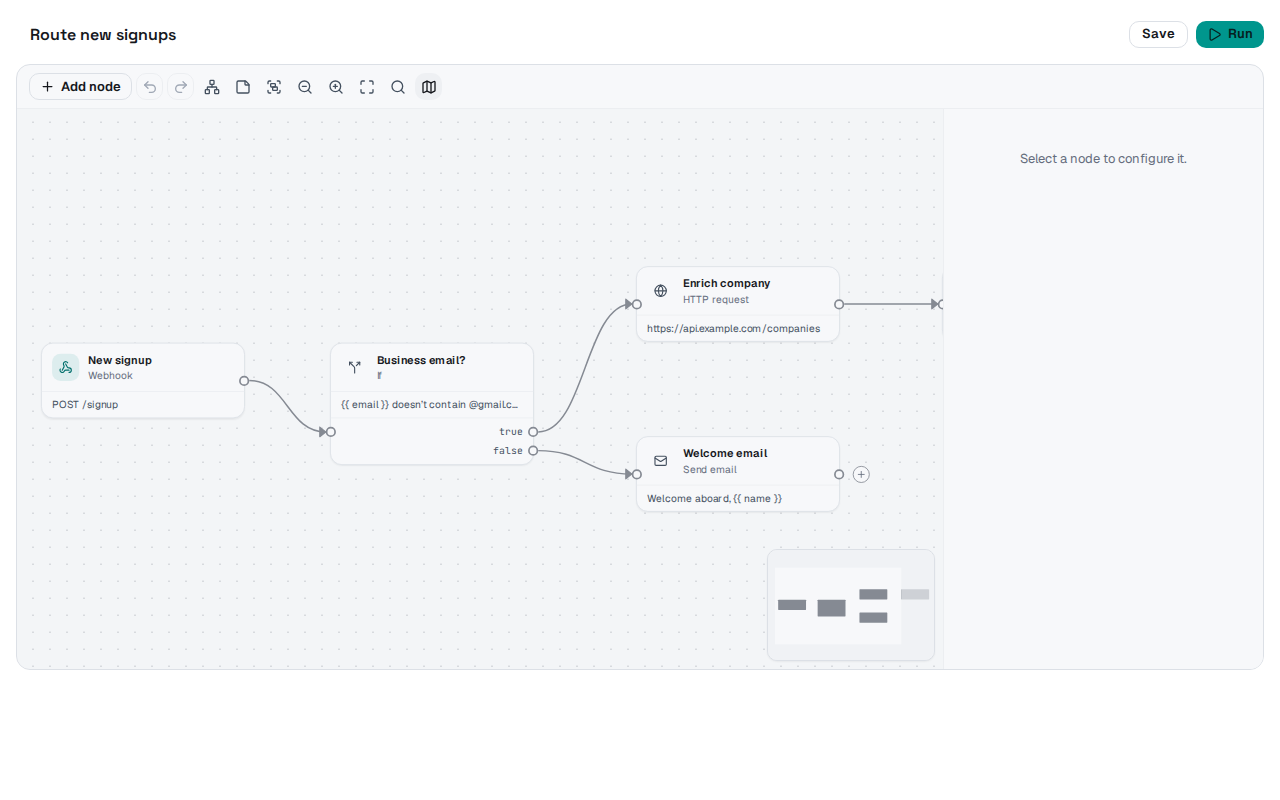 Route new signups
Save
Run
Add node
Select a node to configure it.
Enrich company
HTTP request
https://api.example.com/companies
New signup
Webhook
POST /signup
Business email?
If
{{ email }} doesn't contain @gmail.c…
true
false
Welcome email
Send email
Welcome aboard, {{ name }}